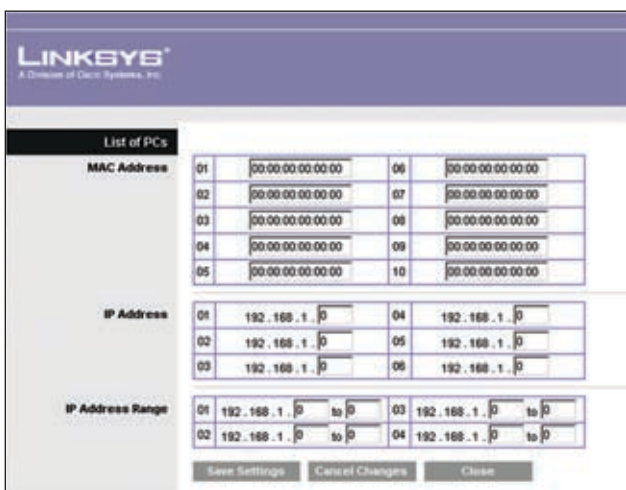 LINKSYS®
A Division of Cisco Systems, Inc.
List of PCs
MAC Address
01 00:00:00:00:00:00 06 00:00:00:00:00:00
02 00:00:00:00:00:00 07 00:00:00:00:00:00
03 00:00:00:00:00:00 08 00:00:00:00:00:00
04 00:00:00:00:00:00 09 00:00:00:00:00:00
05 00:00:00:00:00:00 10 00:00:00:00:00:00
IP Address
01 192.168.1.0 04 192.168.1.0
02 192.168.1.0 05 192.168.1.0
03 192.168.1.0 06 192.168.1.0
IP Address Range
01 192.168.1.0 to 0 03 192.168.1.0 to 0
02 192.168.1.0 to 0 04 192.168.1.0 to 0
Save Settings Cancel Changes Close